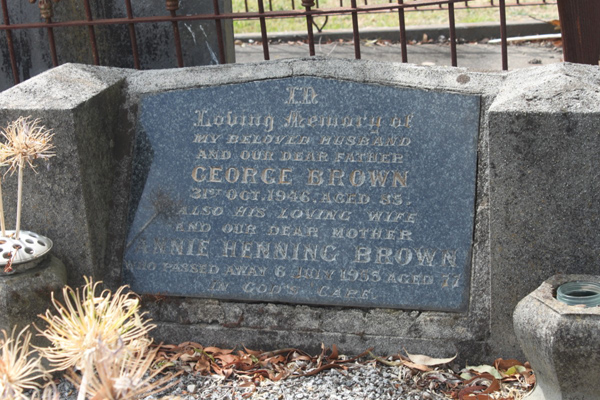 IN
Loving Memory of
MY BELOVED HUSBAND
AND OUR DEAR FATHER
GEORGE BROWN
31ST OCT. 1946. AGED 85.
ALSO HIS LOVING WIFE
AND OUR DEAR MOTHER
ANNIE HENNING BROWN
WHO PASSED AWAY 6 JULY 1955 AGED 77
IN GOD'S CARE